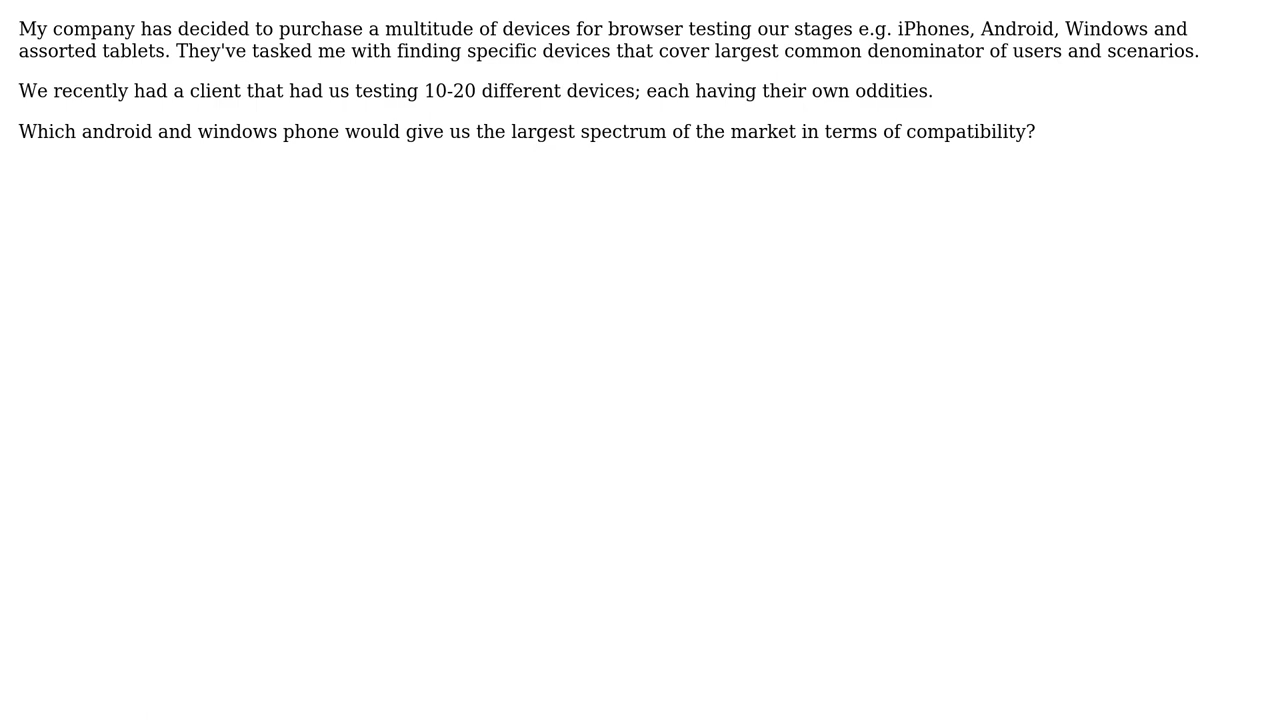 My company has decided to purchase a multitude of devices for browser testing our stages e.g. iPhones, Android, Windows and
assorted tablets. They've tasked me with finding specific devices that cover largest common denominator of users and scenarios.
We recently had a client that had us testing 10-20 different devices; each having their own oddities.
Which android and windows phone would give us the largest spectrum of the market in terms of compatibility?